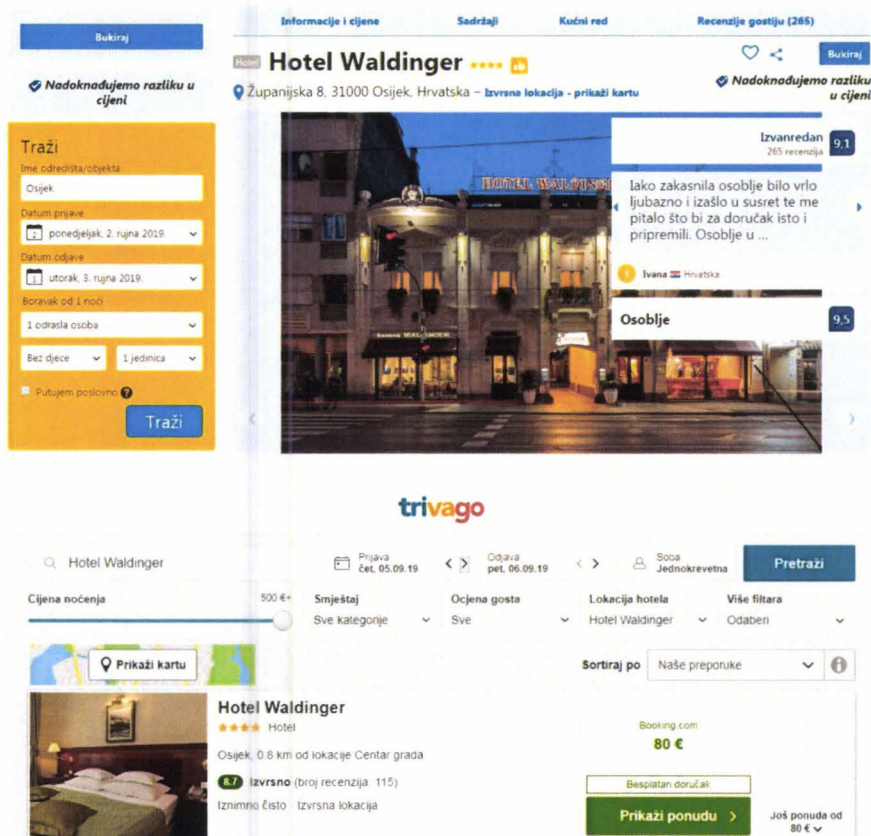 Bukiraj
Nadoknađujemo razliku u
cijeni
Traži
Ime odredišta/objekta:
Osijek
Datum prijave
ponedjeljak, 2. rujna 2019.
Datum odjave
utorak, 3. rujna 2019.
Boravak od 1 noći
1 odrasla osoba
Bez djece
1 jedinica
Putujem poslovno
Traži
Informacije i cijene
Sadržaji
Kućni red
Recenzije gostiju (265)
Hotel
Hotel Waldinger
Bukiraj
Županijska 8, 31000 Osijek, Hrvatska – Izvrsna lokacija - prikaži kartu
Nadoknađujemo razliku
u cijeni
HOTEL WALDINGER
Izvanredan
265 recenzija
9,1
Iako zakasnila osoblje bilo vrlo
ljubazno i izašlo u susret te me
pitalo što bi za doručak isto i
pripremili. Osoblje u ...
Ivana Hrvatska
Osoblje
9,5
trivago
Hotel Waldinger
Prijava
čet, 05.09.19
Odjava
pet, 06.09.19
Soba
Jednokrevetna
Pretraži
Cijena noćenja
500 €+
Smještaj
Sve kategorije
Ocjena gosta
Sve
Lokacija hotela
Hotel Waldinger
Više filtara
Odaberi
Prikaži kartu
Sortiraj po
Naše preporuke
Hotel Waldinger
Hotel
Osijek, 0.8 km od lokacije Centar grada
8.7 Izvrsno (broj recenzija: 115)
Iznimno čisto · Izvrsna lokacija
Booking.com
80 €
Besplatan doručak
Prikaži ponudu
Još ponuda od
80 €